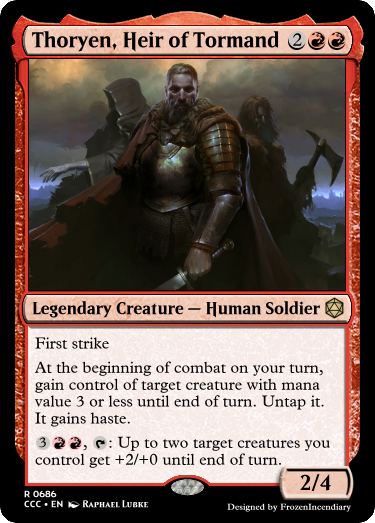 Thoryen, Heir of Tormand 2
Legendary Creature — Human Soldier
First strike
At the beginning of combat on your turn,
gain control of target creature with mana
value 3 or less until end of turn. Untap it.
It gains haste.
3 , : Up to two target creatures you
control get +2/+0 until end of turn.
2/4
R 0686
CCC • EN Raphael Lubke
Designed by FrozenIncendiary